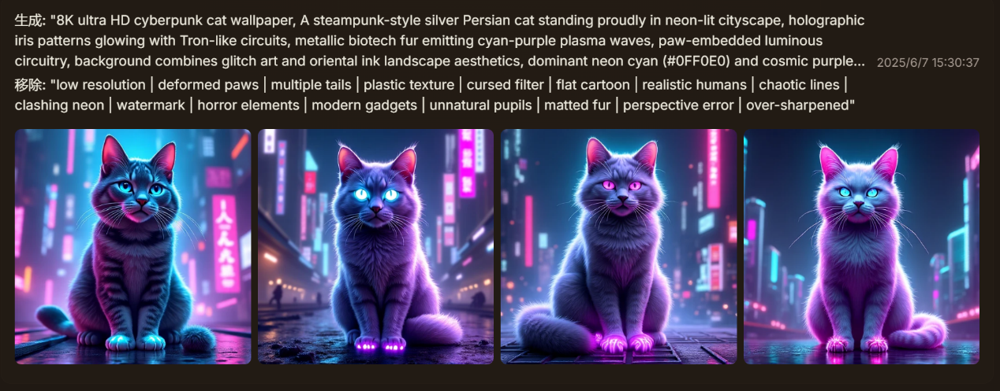 生成: "8K ultra HD cyberpunk cat wallpaper, A steampunk-style silver Persian cat standing proudly in neon-lit cityscape, holographic
iris patterns glowing with Tron-like circuits, metallic biotech fur emitting cyan-purple plasma waves, paw-embedded luminous
circuitry, background combines glitch art and oriental ink landscape aesthetics, dominant neon cyan (#0FF0E0) and cosmic purple...
2025/6/7 15:30:37
移除: "low resolution | deformed paws | multiple tails | plastic texture | cursed filter | flat cartoon | realistic humans | chaotic lines |
clashing neon | watermark | horror elements | modern gadgets | unnatural pupils | matted fur | perspective error | over-sharpened"